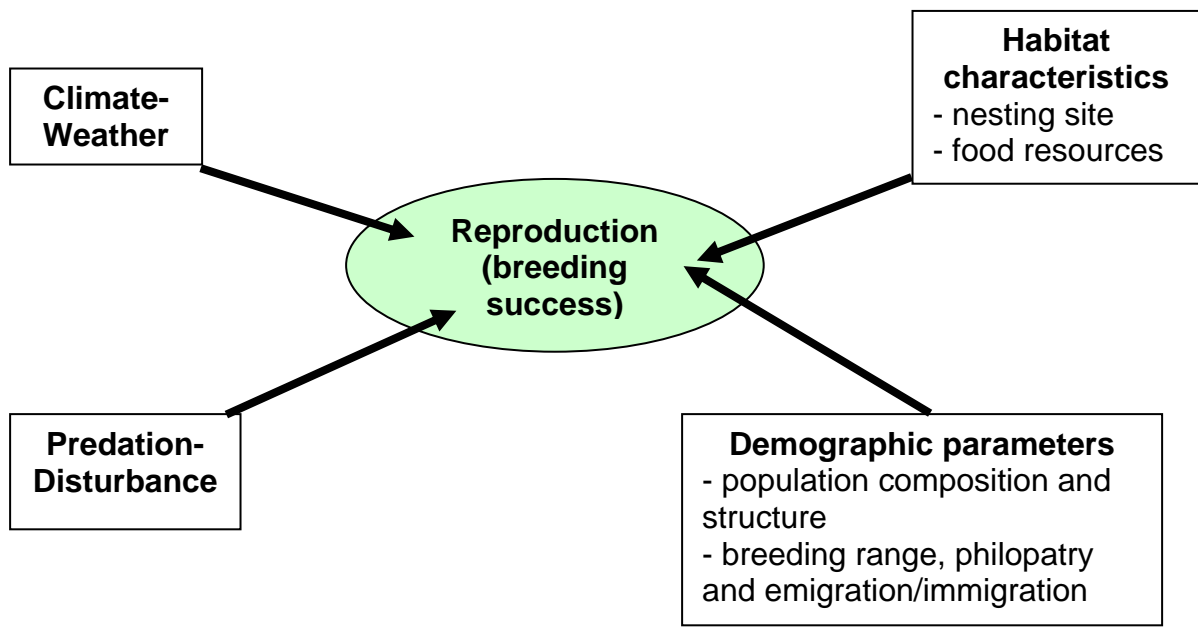 Climate-
Weather
Habitat
characteristics
- nesting site
- food resources
Reproduction
(breeding
success)
Predation-
Disturbance
Demographic parameters
- population composition and
structure
- breeding range, philopatry
and emigration/immigration